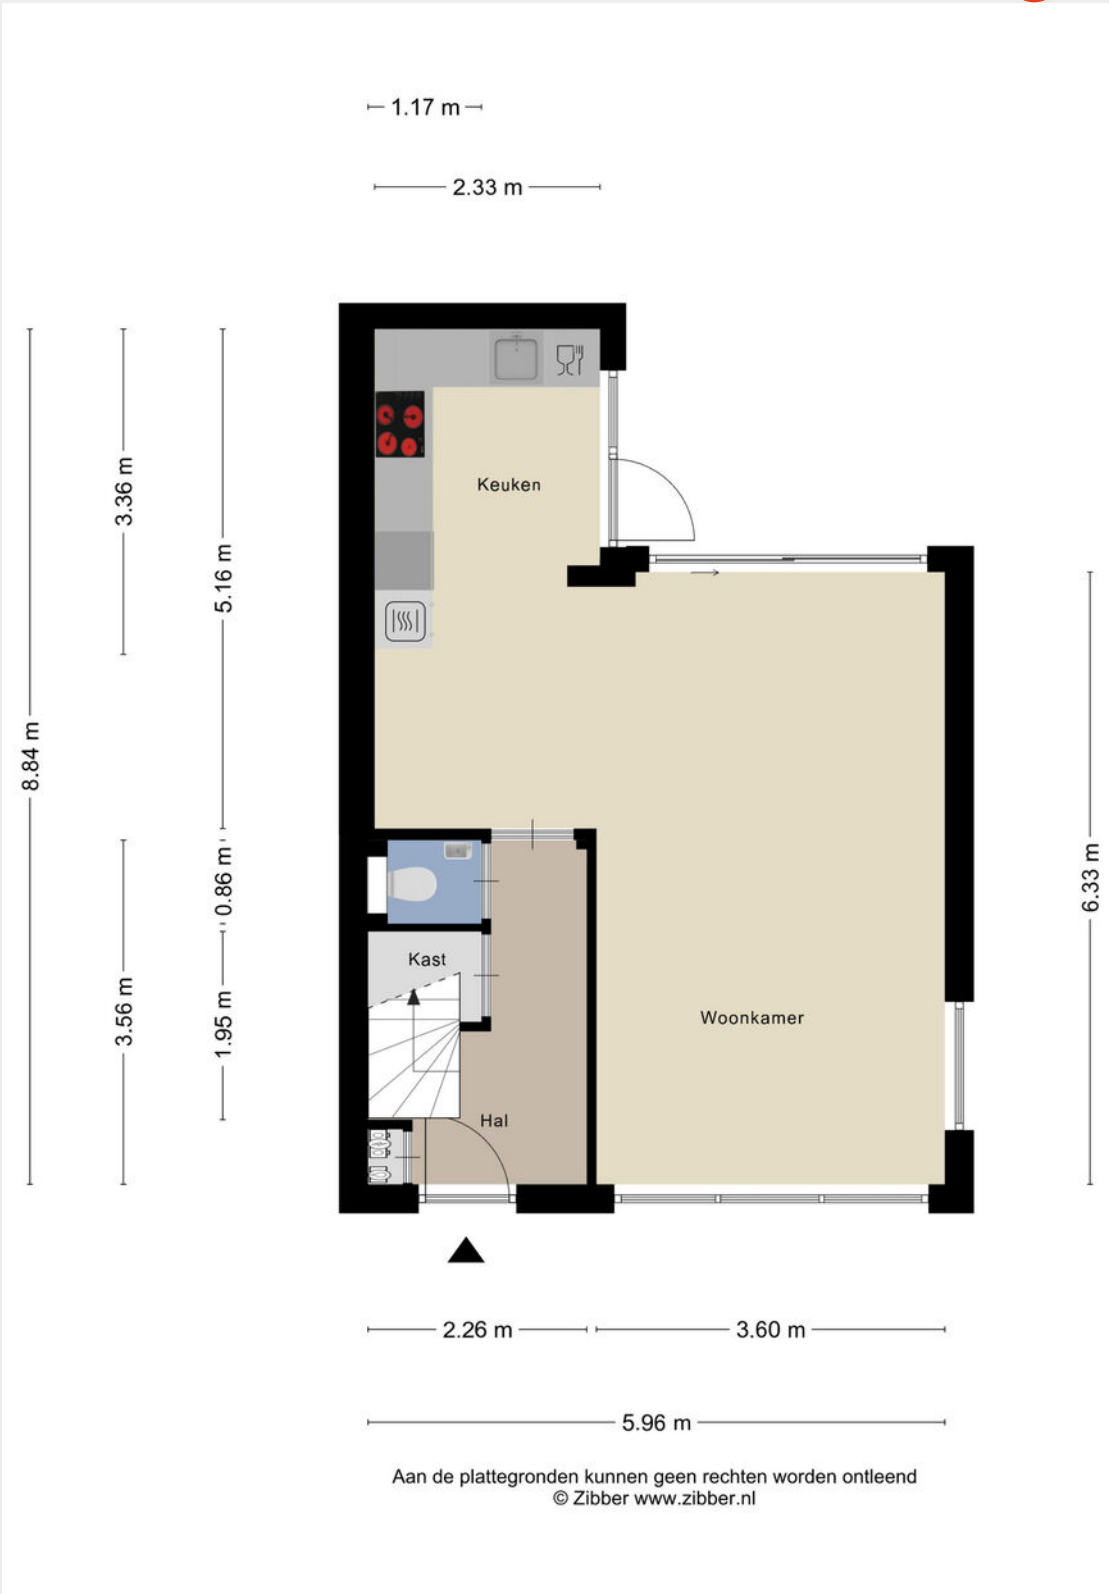 1.17 m
2.33 m
Keuken
3.36 m
5.16 m
8.84 m
0.86 m
6.33 m
Kast
1.95 m
3.56 m
Woonkamer
Hal
2.26 m
3.60 m
5.96 m
Aan de plattegronden kunnen geen rechten worden ontleend
© Zibber www.zibber.nl